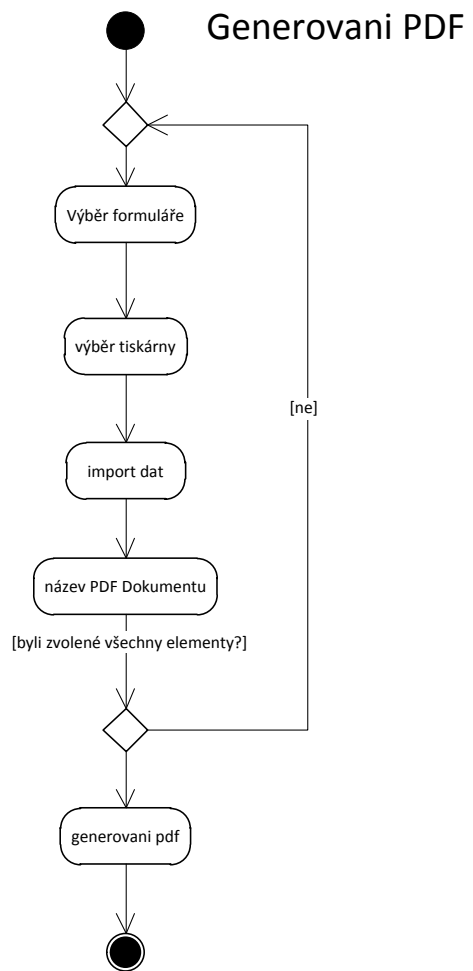 Generovani PDF
Výběr formuláře
výběr tiskárny
[ne]
import dat
název PDF Dokumentu
[byli zvolené všechny elementy?]
generovani pdf